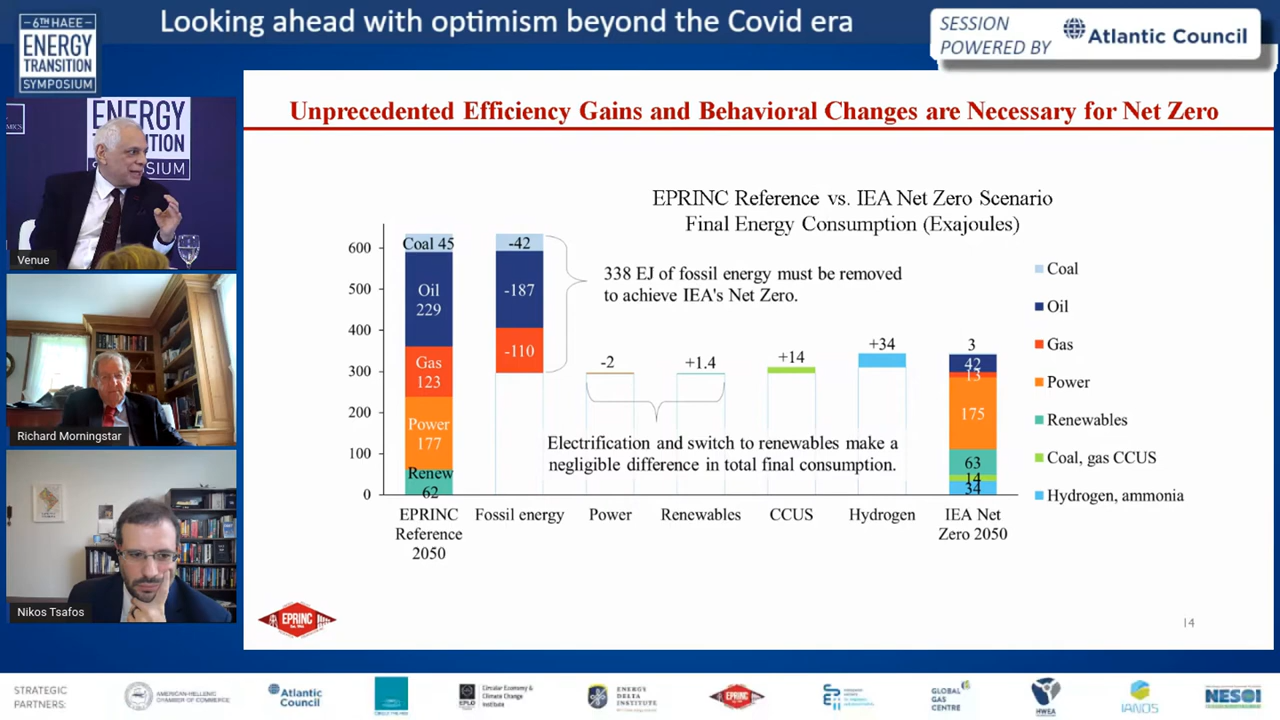 6TH HAEE
ENERGY
TRANSITION
SYMPOSIUM
Looking ahead with optimism beyond the Covid era
SESSION
POWERED BY
Atlantic Council
ENERGY
TRANSITION
SYMPOSIUM
Venue
Richard Morningstar
Nikos Tsafos
Unprecedented Efficiency Gains and Behavioral Changes are Necessary for Net Zero
EPRINC Reference vs. IEA Net Zero Scenario
Final Energy Consumption (Exajoules)
600
500
400
300
200
100
0
Coal 45
Oil
229
Gas
123
Power
177
Renew
62
-42
-187
-110
338 EJ of fossil energy must be removed
to achieve IEA's Net Zero.
-2
+1.4
+14
+34
Electrification and switch to renewables make a
negligible difference in total final consumption.
3
42
13
175
63
14
34
EPRINC
Reference
2050
Fossil energy
Power
Renewables
CCUS
Hydrogen
IEA Net
Zero 2050
Coal
Oil
Gas
Power
Renewables
Coal, gas CCUS
Hydrogen, ammonia
EPRINC
14
STRATEGIC
PARTNERS:
AMERICAN-HELLENIC
CHAMBER OF COMMERCE
Atlantic
Council
Circular Economy &
Climate Change
Institute
EPLO
ENERGY
DELTA
INSTITUTE
EPRINC
GLOBAL
GAS
CENTRE
HWEA
IANOS
NESOI